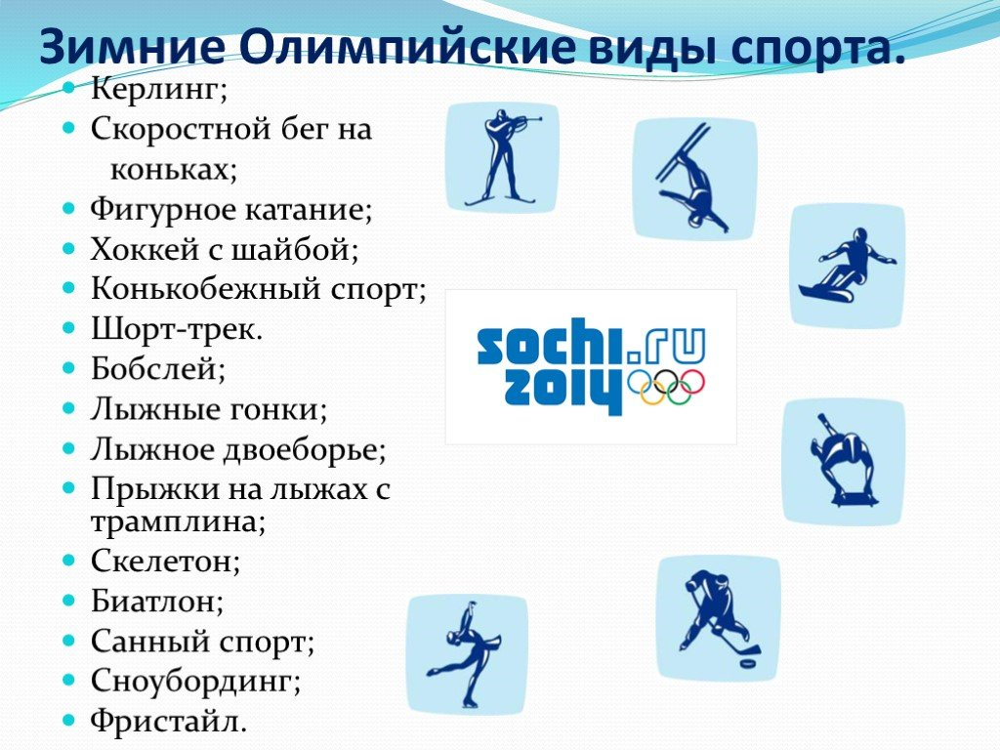 Зимние Олимпийские виды спорта.
Керлинг;
Скоростной бег на
коньках;
Фигурное катание;
Хоккей с шайбой;
Конькобежный спорт;
Шорт-трек.
Бобслей;
Лыжные гонки;
Лыжное двоеборье;
Прыжки на лыжах с
трамплина;
Скелетон;
Биатлон;
Санный спорт;
Сноубординг;
Фристайл.
sochi.ru
2014